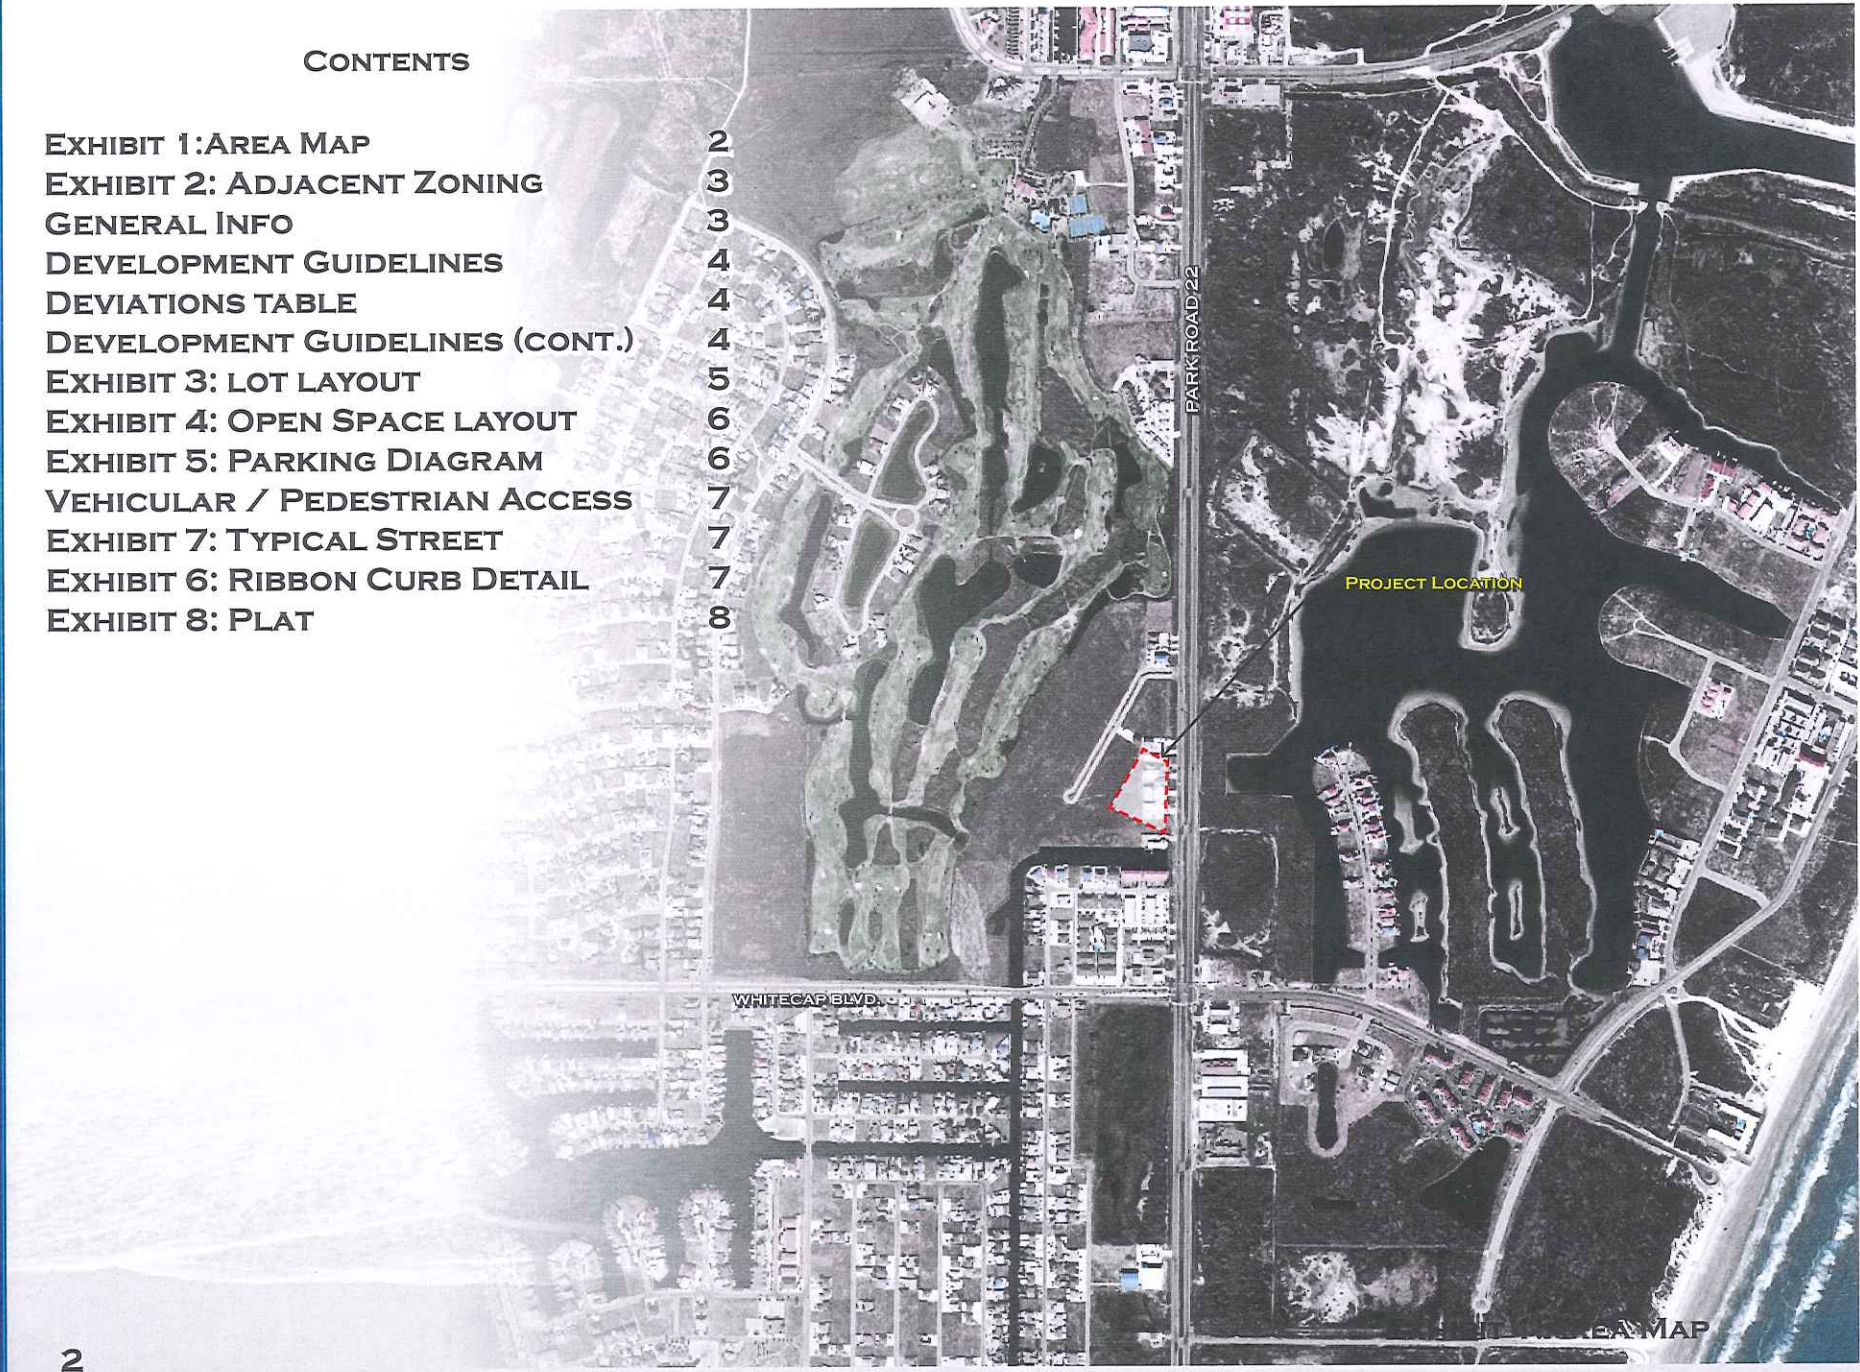 CONTENTS
EXHIBIT 1:AREA MAP 2
EXHIBIT 2: ADJACENT ZONING 3
GENERAL INFO 3
DEVELOPMENT GUIDELINES 4
DEVIATIONS TABLE 4
DEVELOPMENT GUIDELINES (CONT.) 4
EXHIBIT 3: LOT LAYOUT 5
EXHIBIT 4: OPEN SPACE LAYOUT 6
EXHIBIT 5: PARKING DIAGRAM 6
VEHICULAR / PEDESTRIAN ACCESS 7
EXHIBIT 7: TYPICAL STREET 7
EXHIBIT 6: RIBBON CURB DETAIL 7
EXHIBIT 8: PLAT 8
PARK ROAD 22
PROJECT LOCATION
WHITECAP BLVD.
MAP
2